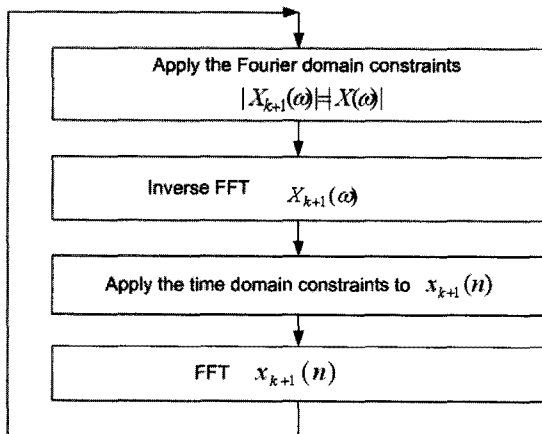 Apply the Fourier domain constraints
|X_{k+1}(ω)|=|X(ω)|
Inverse FFT X_{k+1}(ω)
Apply the time domain constraints to x_{k+1}(n)
FFT x_{k+1}(n)